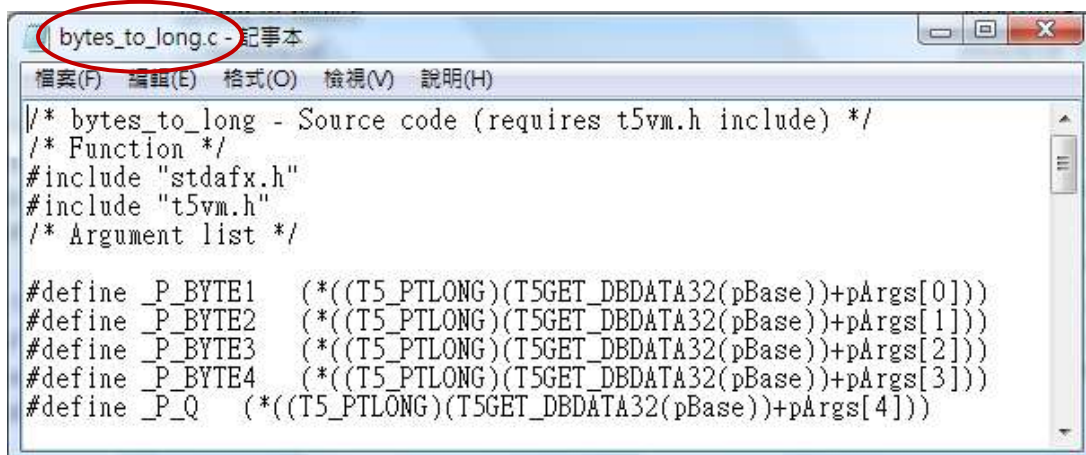 bytes_to_long.c - 記事本
檔案(F) 編輯(E) 格式(O) 檢視(V) 說明(H)
/* bytes_to_long - Source code (requires t5vm.h include) */
/* Function */
#include "stdafx.h"
#include "t5vm.h"
/* Argument list */
#define _P_BYTE1 (*((T5_PTLONG)(T5GET_DBDATA32(pBase))+pArgs[0]))
#define _P_BYTE2 (*((T5_PTLONG)(T5GET_DBDATA32(pBase))+pArgs[1]))
#define _P_BYTE3 (*((T5_PTLONG)(T5GET_DBDATA32(pBase))+pArgs[2]))
#define _P_BYTE4 (*((T5_PTLONG)(T5GET_DBDATA32(pBase))+pArgs[3]))
#define _P_Q (*((T5_PTLONG)(T5GET_DBDATA32(pBase))+pArgs[4]))